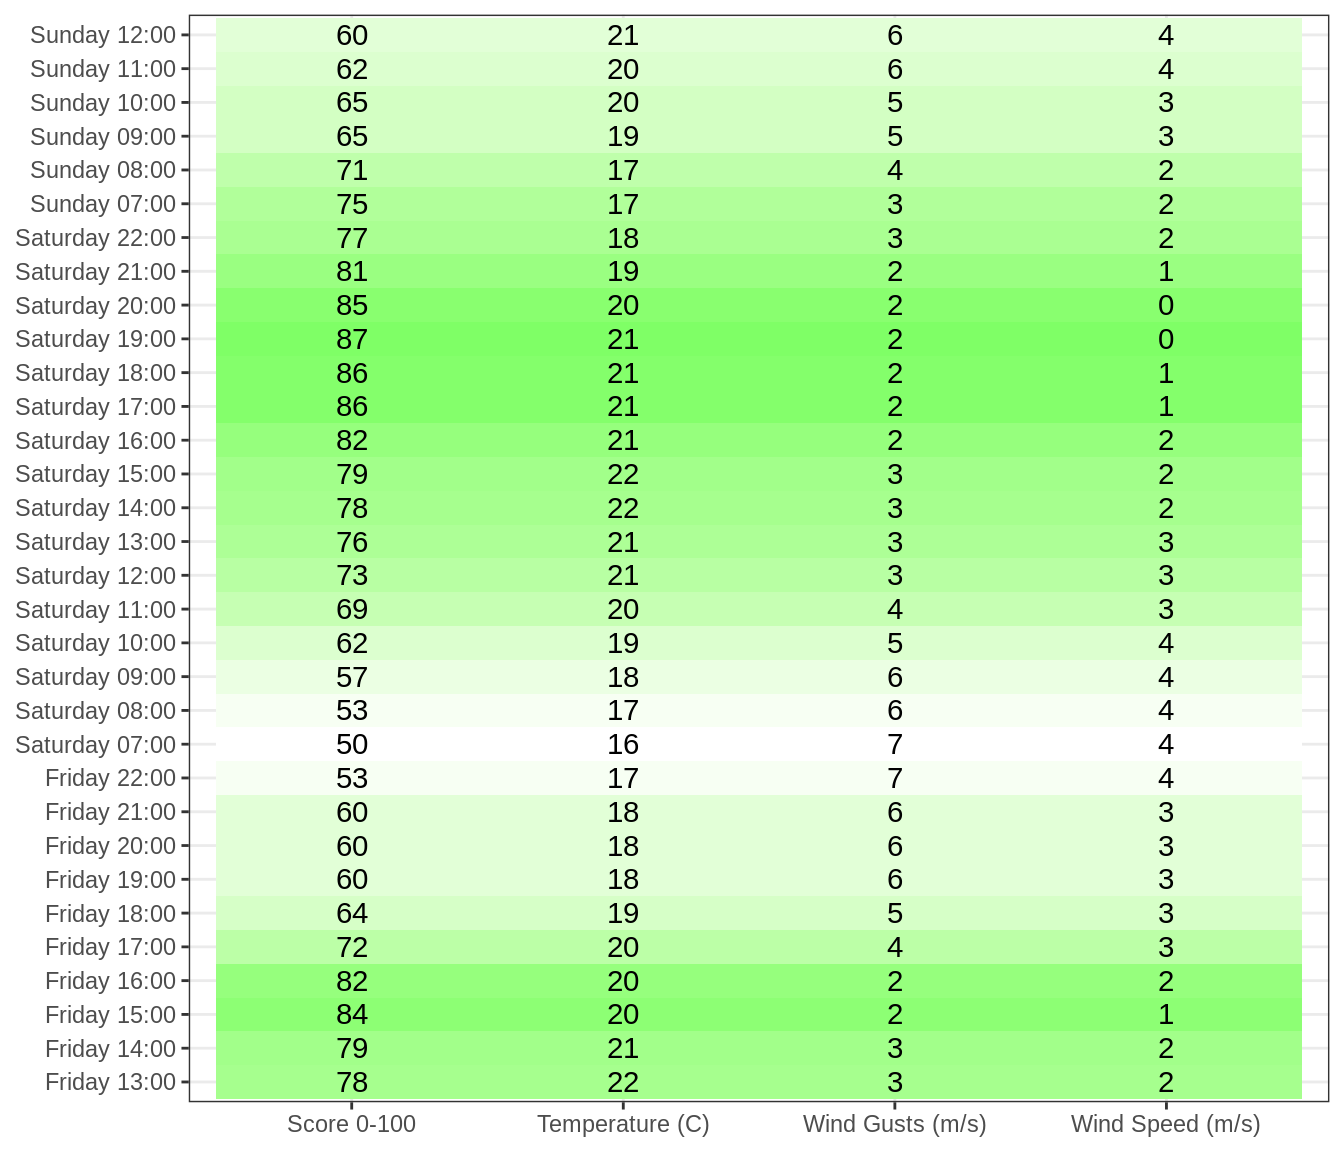 Sunday 12:00 60 21 6 4
Sunday 11:00 62 20 6 4
Sunday 10:00 65 20 5 3
Sunday 09:00 65 19 5 3
Sunday 08:00 71 17 4 2
Sunday 07:00 75 17 3 2
Saturday 22:00 77 18 3 2
Saturday 21:00 81 19 2 1
Saturday 20:00 85 20 2 0
Saturday 19:00 87 21 2 0
Saturday 18:00 86 21 2 1
Saturday 17:00 86 21 2 1
Saturday 16:00 82 21 2 2
Saturday 15:00 79 22 3 2
Saturday 14:00 78 22 3 2
Saturday 13:00 76 21 3 3
Saturday 12:00 73 21 3 3
Saturday 11:00 69 20 4 3
Saturday 10:00 62 19 5 4
Saturday 09:00 57 18 6 4
Saturday 08:00 53 17 6 4
Saturday 07:00 50 16 7 4
Friday 22:00 53 17 7 4
Friday 21:00 60 18 6 3
Friday 20:00 60 18 6 3
Friday 19:00 60 18 6 3
Friday 18:00 64 19 5 3
Friday 17:00 72 20 4 3
Friday 16:00 82 20 2 2
Friday 15:00 84 20 2 1
Friday 14:00 79 21 3 2
Friday 13:00 78 22 3 2
Score 0-100 Temperature (C) Wind Gusts (m/s) Wind Speed (m/s)